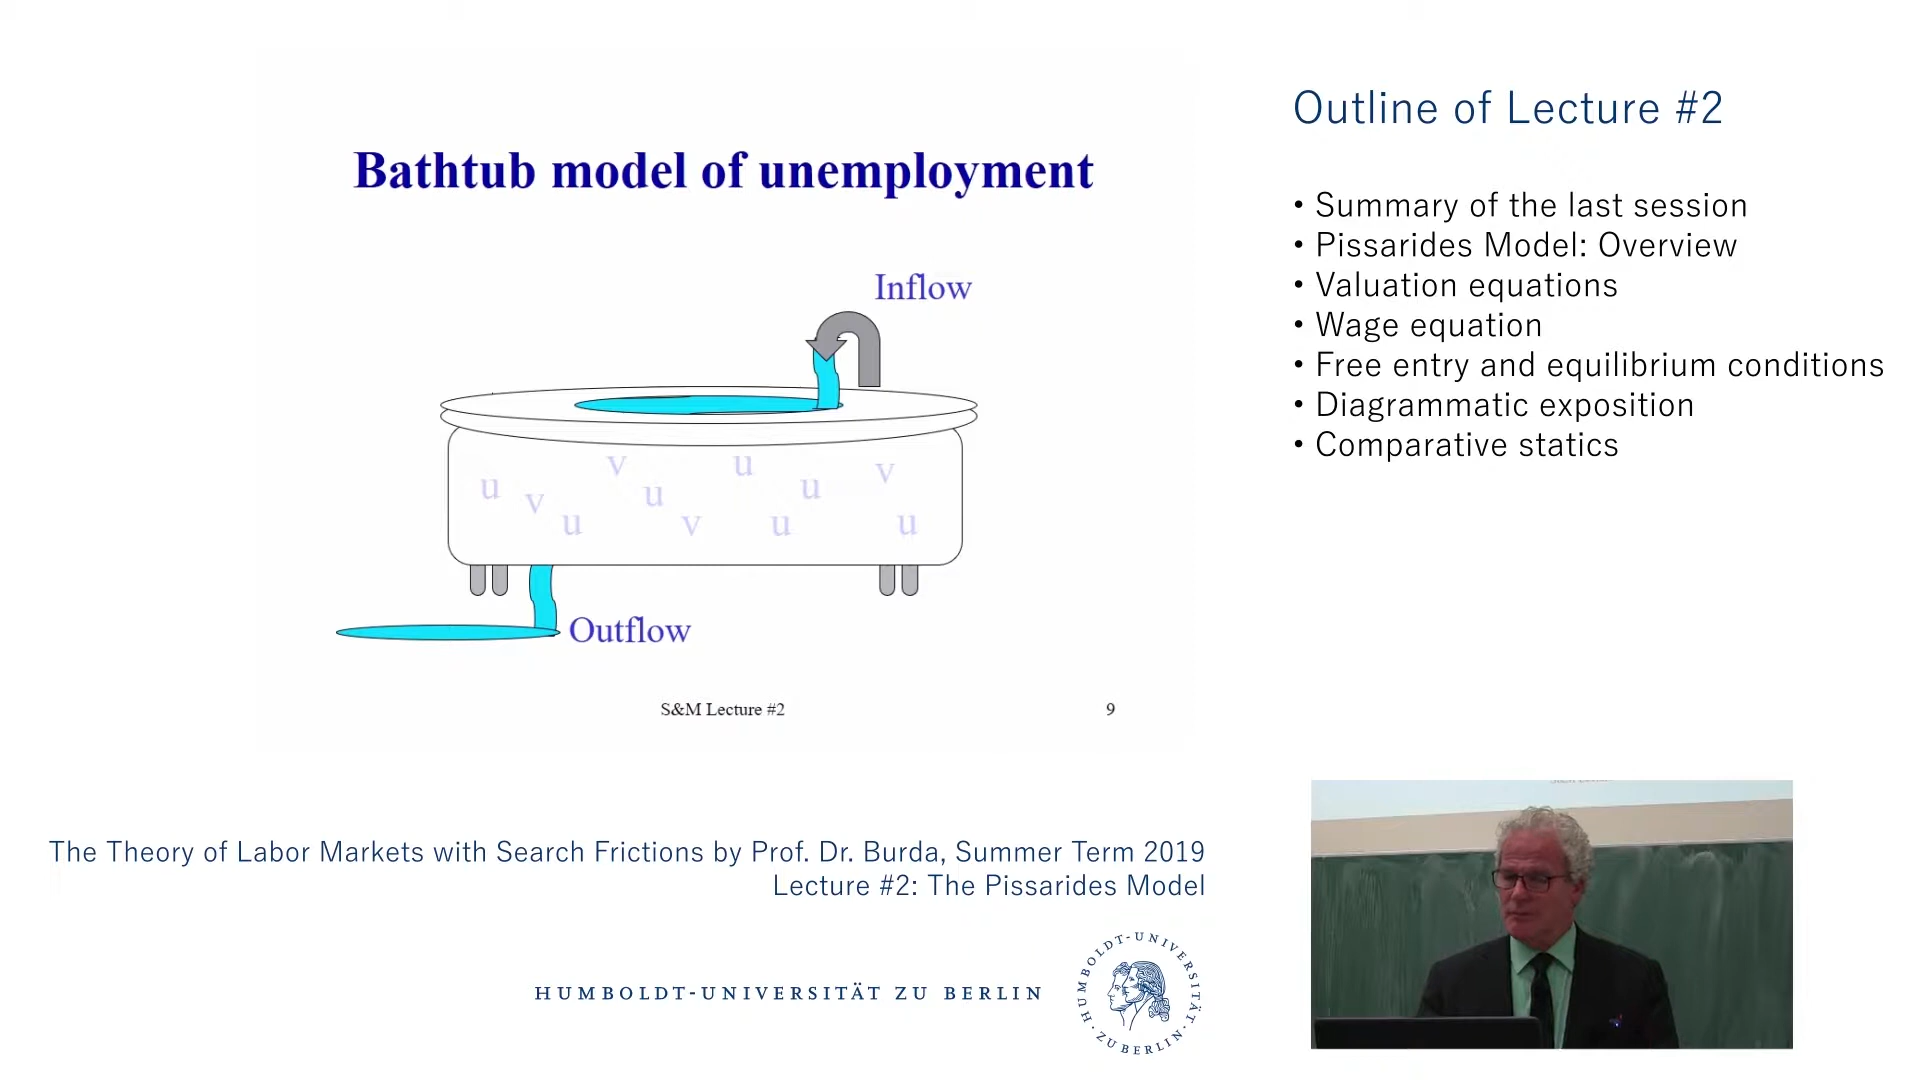 Bathtub model of unemployment
Inflow
u v v u u v
u u v u u
Outflow
S&M Lecture #2
9
Outline of Lecture #2
• Summary of the last session
• Pissarides Model: Overview
• Valuation equations
• Wage equation
• Free entry and equilibrium conditions
• Diagrammatic exposition
• Comparative statics
The Theory of Labor Markets with Search Frictions by Prof. Dr. Burda, Summer Term 2019
Lecture #2: The Pissarides Model
HUMBOLDT-UNIVERSITÄT ZU BERLIN
HUMBOLDT-UNIVERSITÄT · ZU BERLIN ·